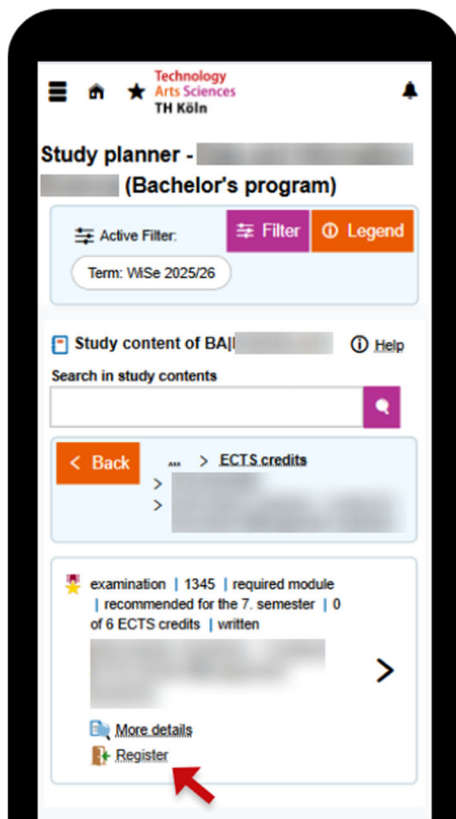 Technology
Arts Sciences
TH Köln
Study planner -
(Bachelor's program)
Active Filter:
Filter
Legend
Term: WiSe 2025/26
Study content of BA|
Help
Search in study contents
< Back
... > ECTS credits
>
>
examination | 1345 | required module
| recommended for the 7. semester | 0
of 6 ECTS credits | written
More details
Register